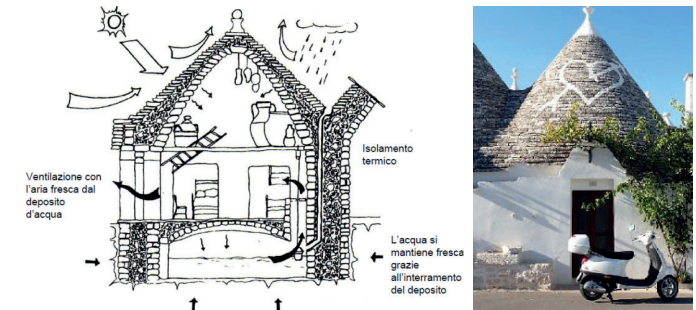 Isolamento
termico
Ventilazione con
l'aria fresca dal
deposito
d'acqua
L'acqua si
mantiene fresca
grazie
all'interramento
del deposito